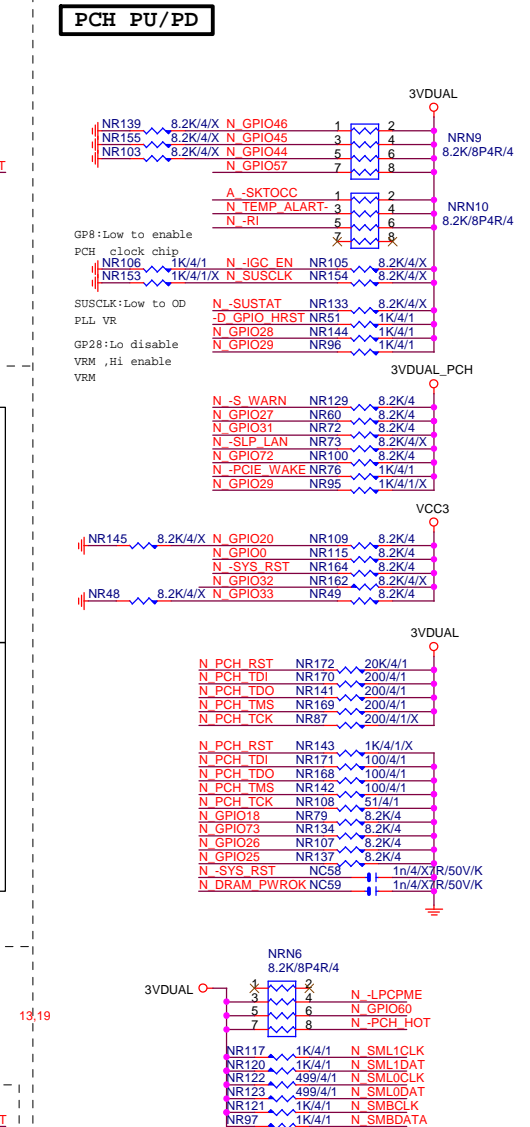 PCH PU/PD
3VDUAL
NR139 8.2K/4/X N_GPIO46 1 2
NR155 8.2K/4/X N_GPIO45 3 4 NRN9
NR103 8.2K/4/X N_GPIO44 5 6 8.2K/8P4R/4
N_GPIO57 7 8
A_-SKTOCC 1 2
N_TEMP_ALART- 3 4 NRN10
N_-RI 5 6 8.2K/8P4R/4
7 8
GP8:Low to enable
PCH clock chip
NR106 1K/4/1 N_-IGC_EN NR105 8.2K/4/X
NR153 1K/4/1/X N_SUSCLK NR154 8.2K/4/X
SUSCLK:Low to OD
PLL VR
N_-SUSTAT NR133 8.2K/4/X
-D_GPIO_HRST NR51 1K/4/1
N_GPIO28 NR144 1K/4/1
N_GPIO29 NR96 1K/4/1
GP28:Lo disable
VRM ,Hi enable
VRM
3VDUAL_PCH
N_-S_WARN NR129 8.2K/4
N_GPIO27 NR60 8.2K/4
N_GPIO31 NR72 8.2K/4
N_-SLP_LAN NR73 8.2K/4/X
N_GPIO72 NR100 8.2K/4
N_-PCIE_WAKE NR76 1K/4/1
N_GPIO29 NR95 1K/4/1/X
VCC3
NR145 8.2K/4/X N_GPIO20 NR109 8.2K/4
N_GPIO0 NR115 8.2K/4
N_-SYS_RST NR164 8.2K/4
N_GPIO32 NR162 8.2K/4/X
NR48 8.2K/4/X N_GPIO33 NR49 8.2K/4
3VDUAL
N_PCH_RST NR172 20K/4/1
N_PCH_TDI NR170 200/4/1
N_PCH_TDO NR141 200/4/1
N_PCH_TMS NR169 200/4/1
N_PCH_TCK NR87 200/4/1/X
N_PCH_RST NR143 1K/4/1/X
N_PCH_TDI NR171 100/4/1
N_PCH_TDO NR168 100/4/1
N_PCH_TMS NR142 100/4/1
N_PCH_TCK NR108 51/4/1
N_GPIO18 NR79 8.2K/4
N_GPIO73 NR134 8.2K/4
N_GPIO26 NR107 8.2K/4
N_GPIO25 NR137 8.2K/4
N_-SYS_RST NC58 1n/4/X7R/50V/K
N_DRAM_PWROK NC59 1n/4/X7R/50V/K
NRN6
8.2K/8P4R/4
3VDUAL 1 2
3 4 N_-LPCPME
5 6 N_GPIO60
7 8 N_-PCH_HOT
13,19
NR117 1K/4/1 N_SML1CLK
NR120 1K/4/1 N_SML1DAT
NR122 499/4/1 N_SML0CLK
NR123 499/4/1 N_SML0DAT
NR121 1K/4/1 N_SMBCLK
NR97 1K/4/1 N_SMBDATA
T
T